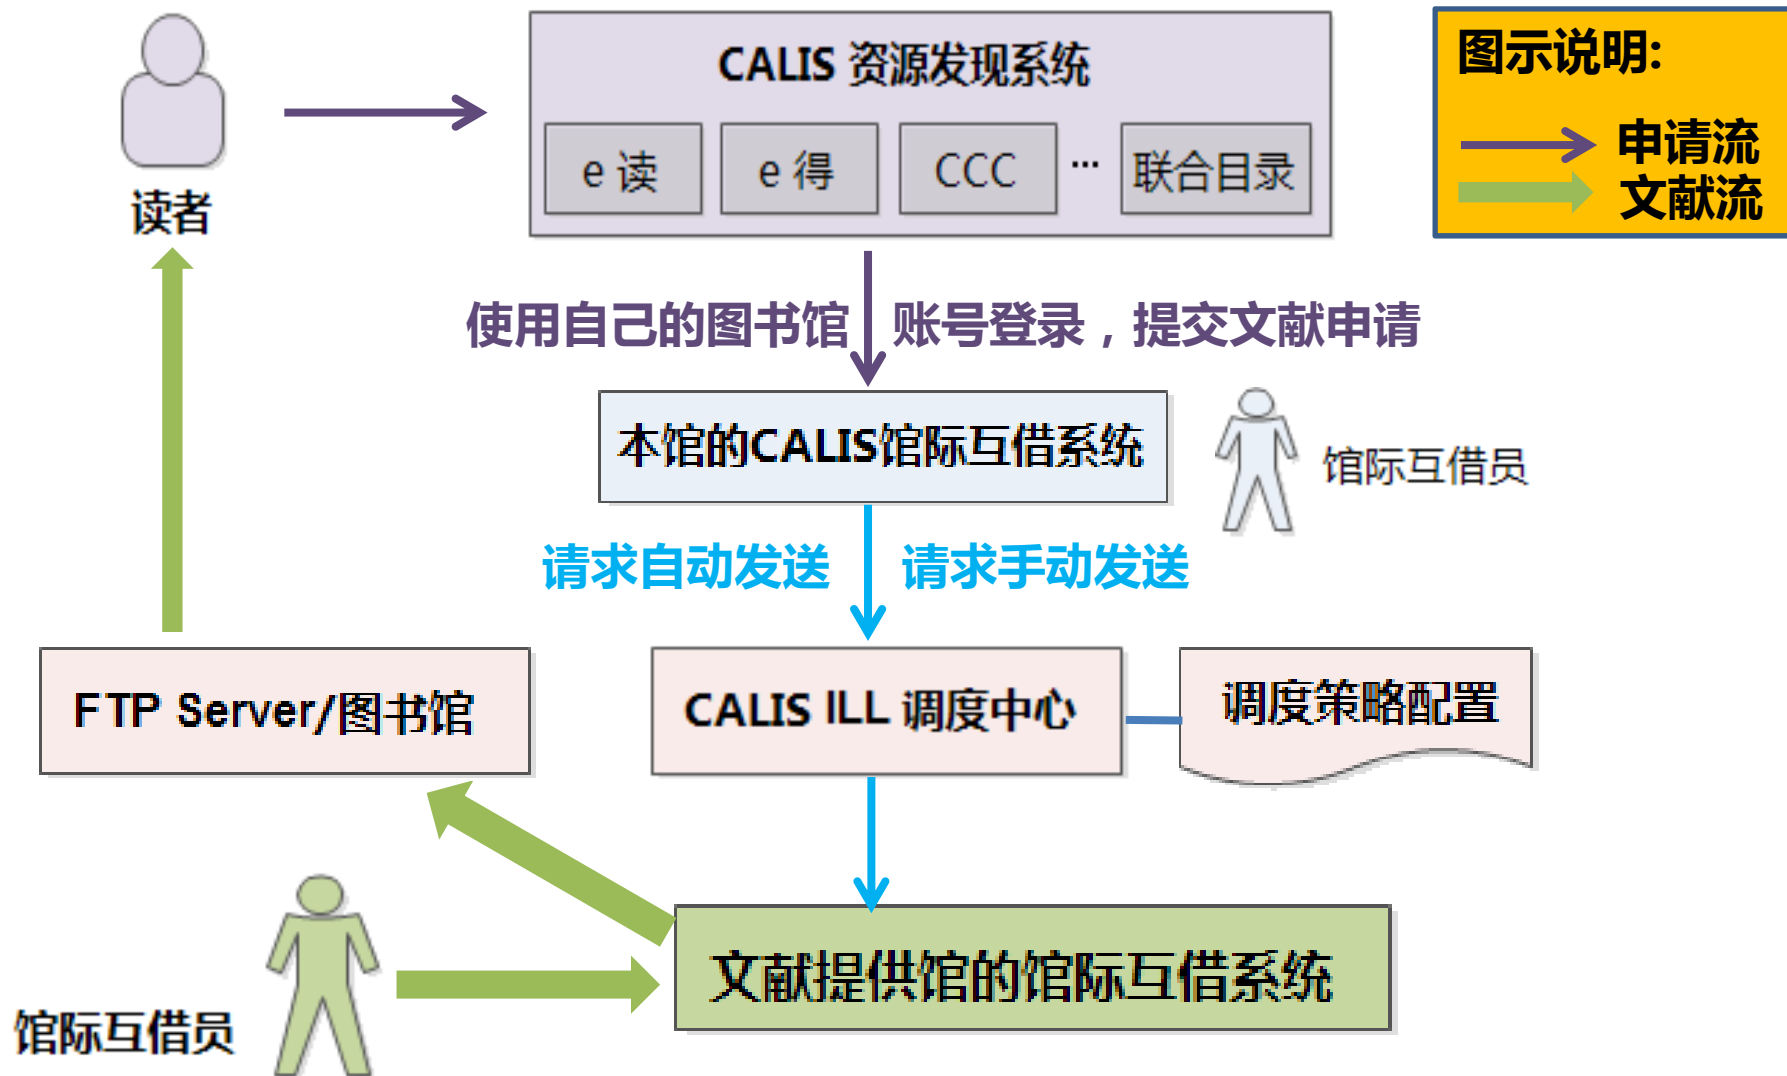 CALIS 资源发现系统
图示说明:
申请流
文献流
e 读
e 得
CCC
...
联合目录
读者
使用自己的图书馆 账号登录，提交文献申请
本馆的CALIS馆际互借系统
馆际互借员
请求自动发送 请求手动发送
FTP Server/图书馆
CALIS ILL 调度中心
调度策略配置
文献提供馆的馆际互借系统
馆际互借员